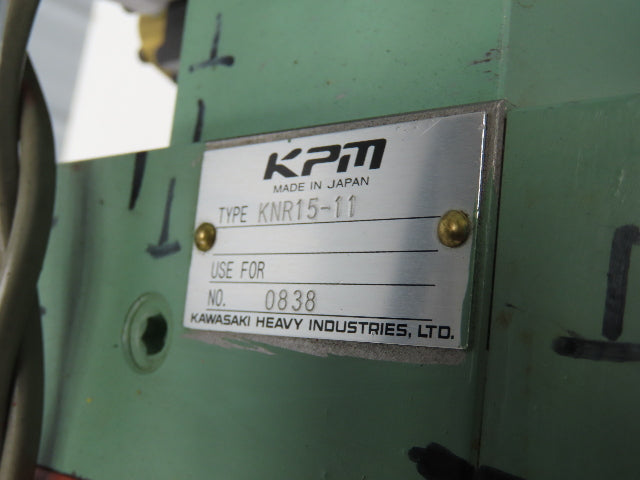 KPM
MADE IN JAPAN
TYPE KNR15-11
USE FOR
NO. 0838
KAWASAKI HEAVY INDUSTRIES, LTD.